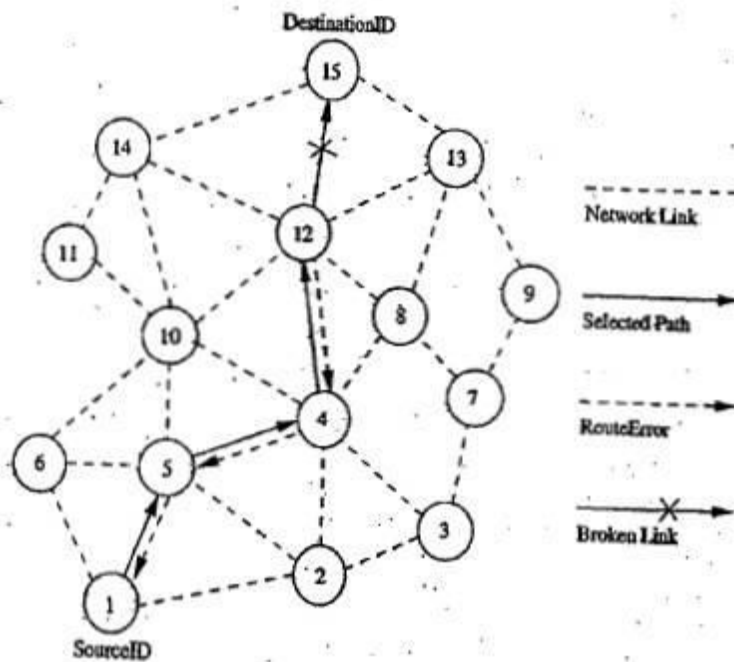 DestinationID
15
14
13
12
11
9
8
10
7
4
6
5
3
2
1
SourceID
Network Link
Selected Path
RouteError
Broken Link